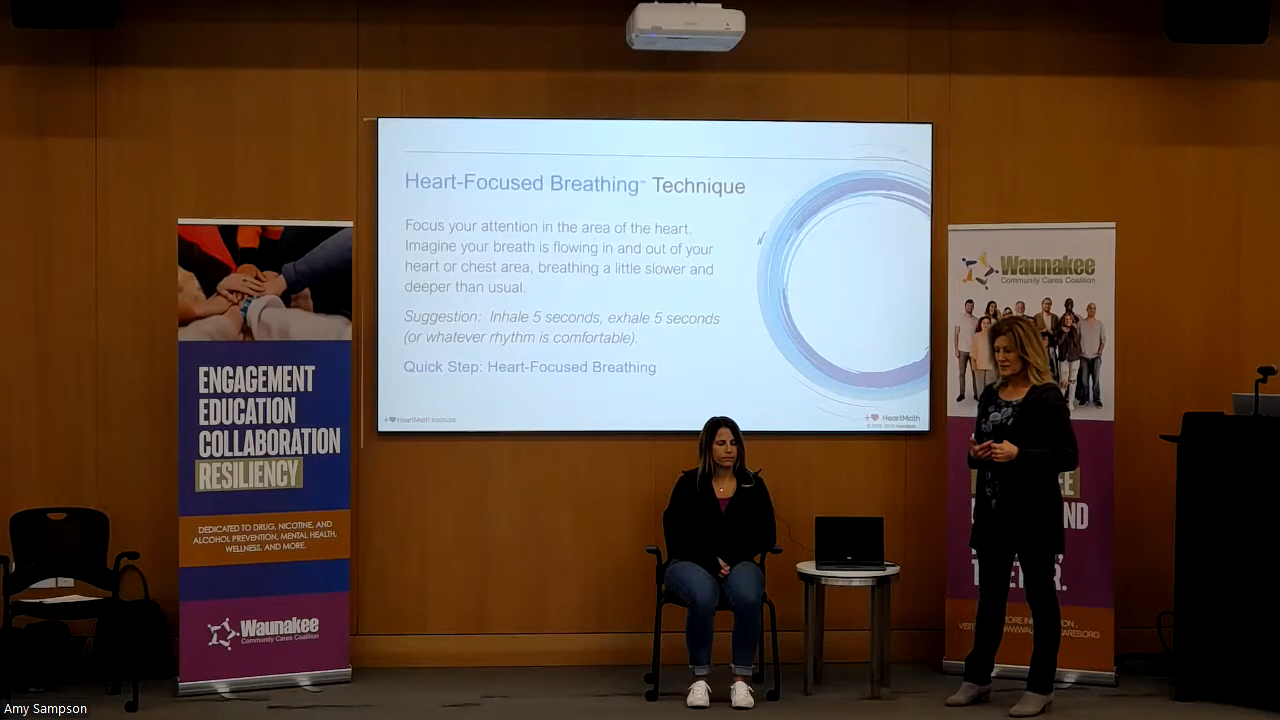 Heart-Focused Breathing™ Technique
Focus your attention in the area of the heart.
Imagine your breath is flowing in and out of your
heart or chest area, breathing a little slower and
deeper than usual.
Suggestion: Inhale 5 seconds, exhale 5 seconds
(or whatever rhythm is comfortable).
Quick Step: Heart-Focused Breathing
HeartMath Institute
HeartMath
ENGAGEMENT
EDUCATION
COLLABORATION
RESILIENCY
DEDICATED TO DRUG, NICOTINE, AND
ALCOHOL PREVENTION, MENTAL HEALTH,
WELLNESS, AND MORE.
Waunakee
Community Cares Coalition
Waunakee
Community Cares Coalition
Amy Sampson